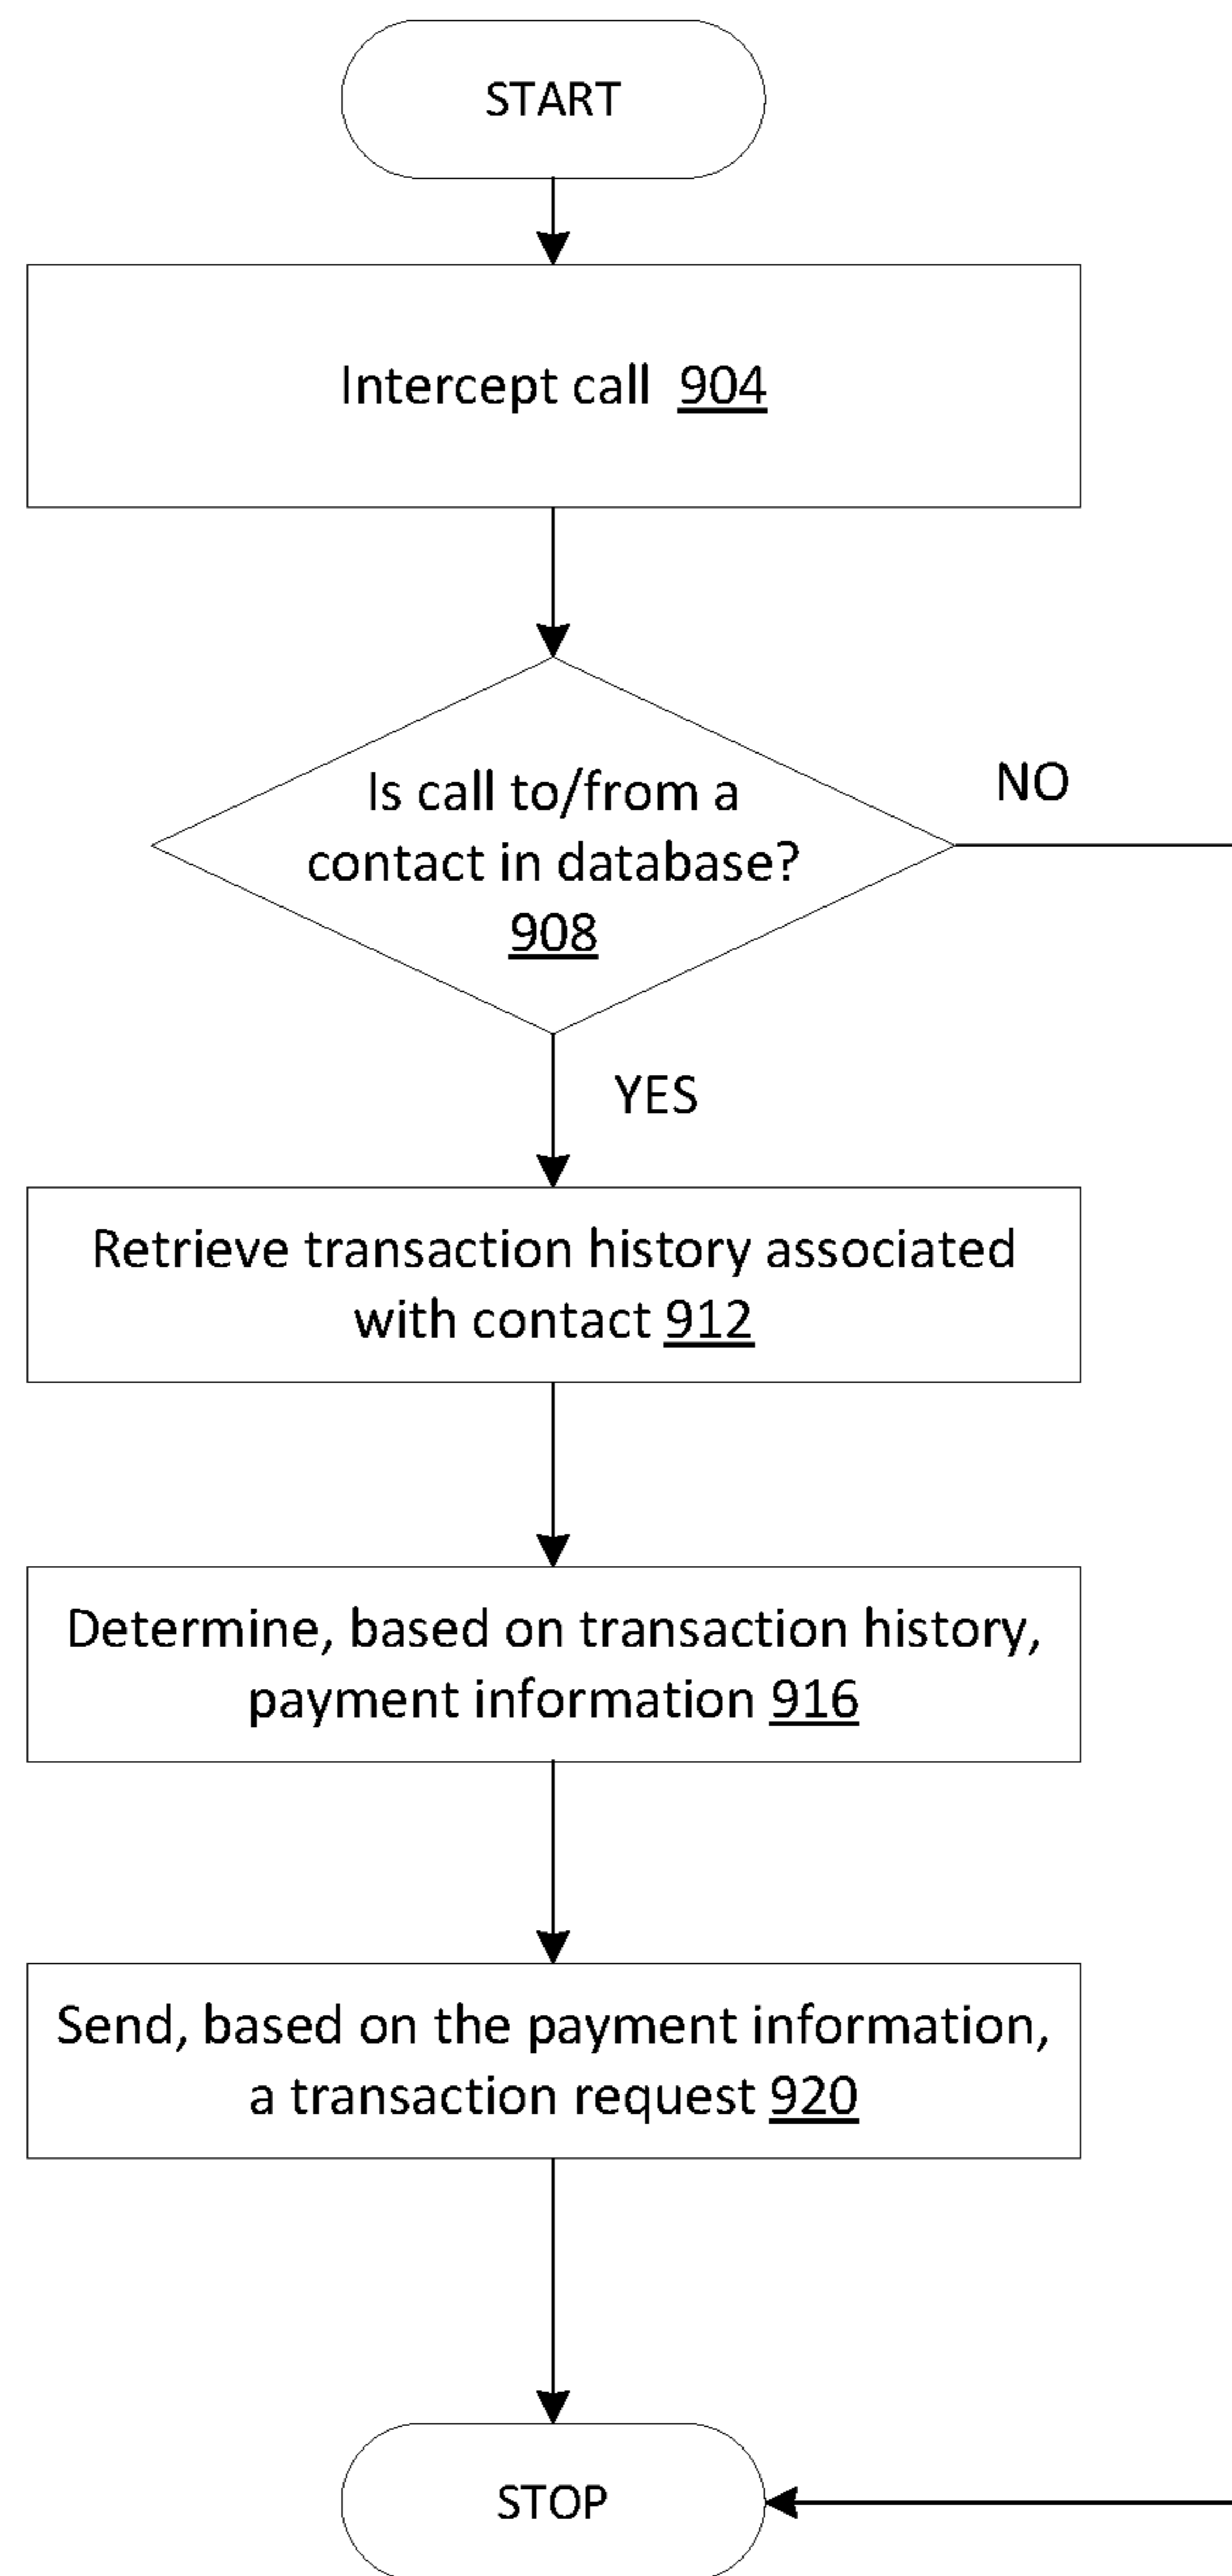 START
Intercept call 904
Is call to/from a
contact in database?
908
NO
YES
Retrieve transaction history associated
with contact 912
Determine, based on transaction history,
payment information 916
Send, based on the payment information,
a transaction request 920
STOP